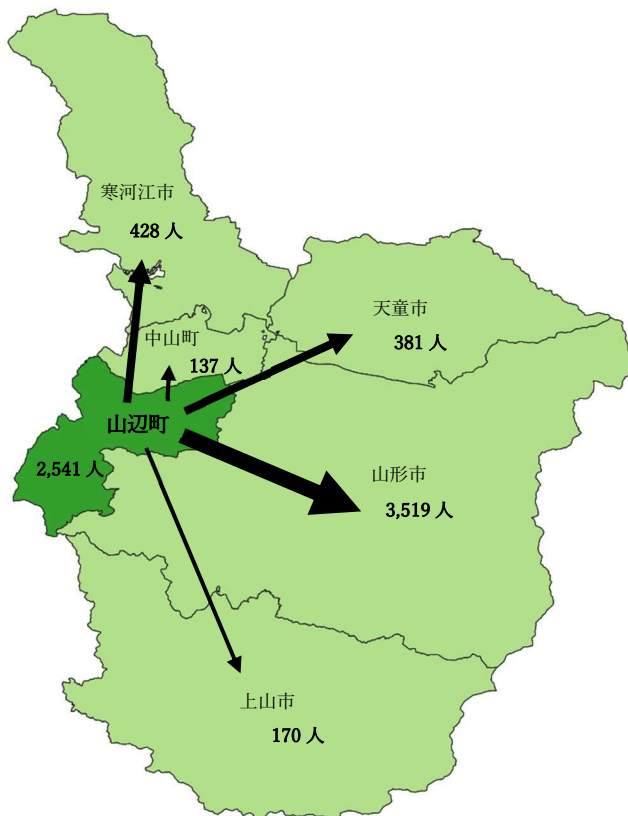 寒河江市
428 人
天童市
381 人
中山町
137 人
山辺町
2,541 人
山形市
3,519 人
上山市
170 人